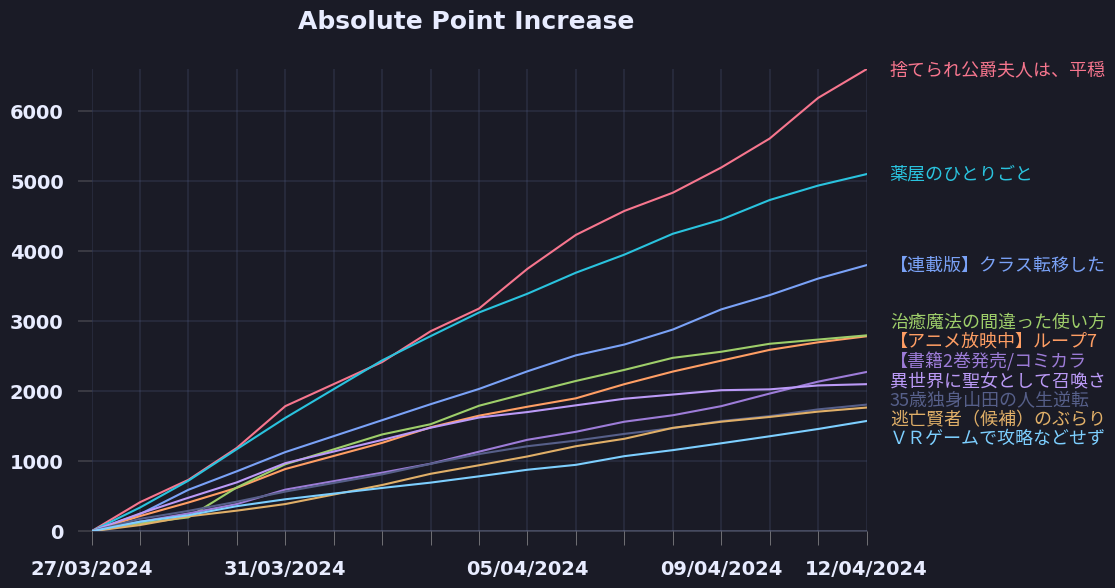 Absolute Point Increase
捨てられ公爵夫人は、平穏
6000
薬屋のひとりごと
5000
【連載版】クラス転移した
4000
治癒魔法の間違った使い方
3000
【アニメ放映中】ループ7
【書籍2巻発売/コミカラ
異世界に聖女として召喚さ
2000
35歳独身山田の人生逆転
逃亡賢者（候補）のぶらり
ＶＲゲームで攻略などせず
1000
0
27/03/2024 31/03/2024 05/04/2024 09/04/2024 12/04/2024